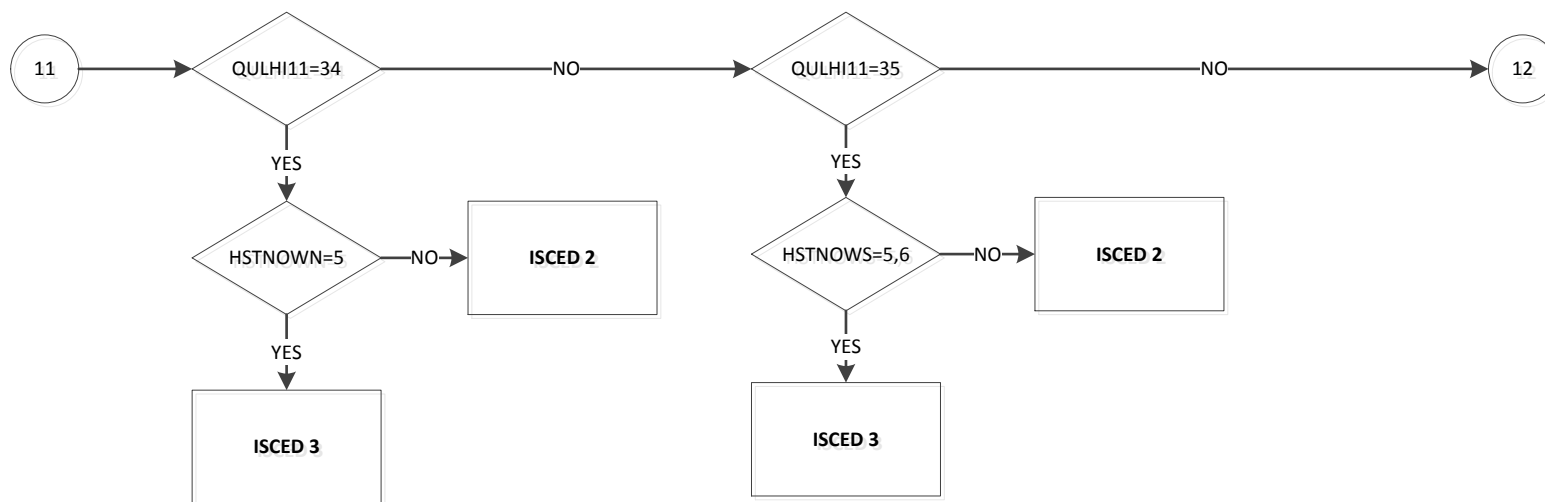 11
QULHI11=34
NO
QULHI11=35
NO
12
YES
YES
HSTNOWN=5
NO
ISCED 2
HSTNOWS=5,6
NO
ISCED 2
YES
YES
ISCED 3
ISCED 3